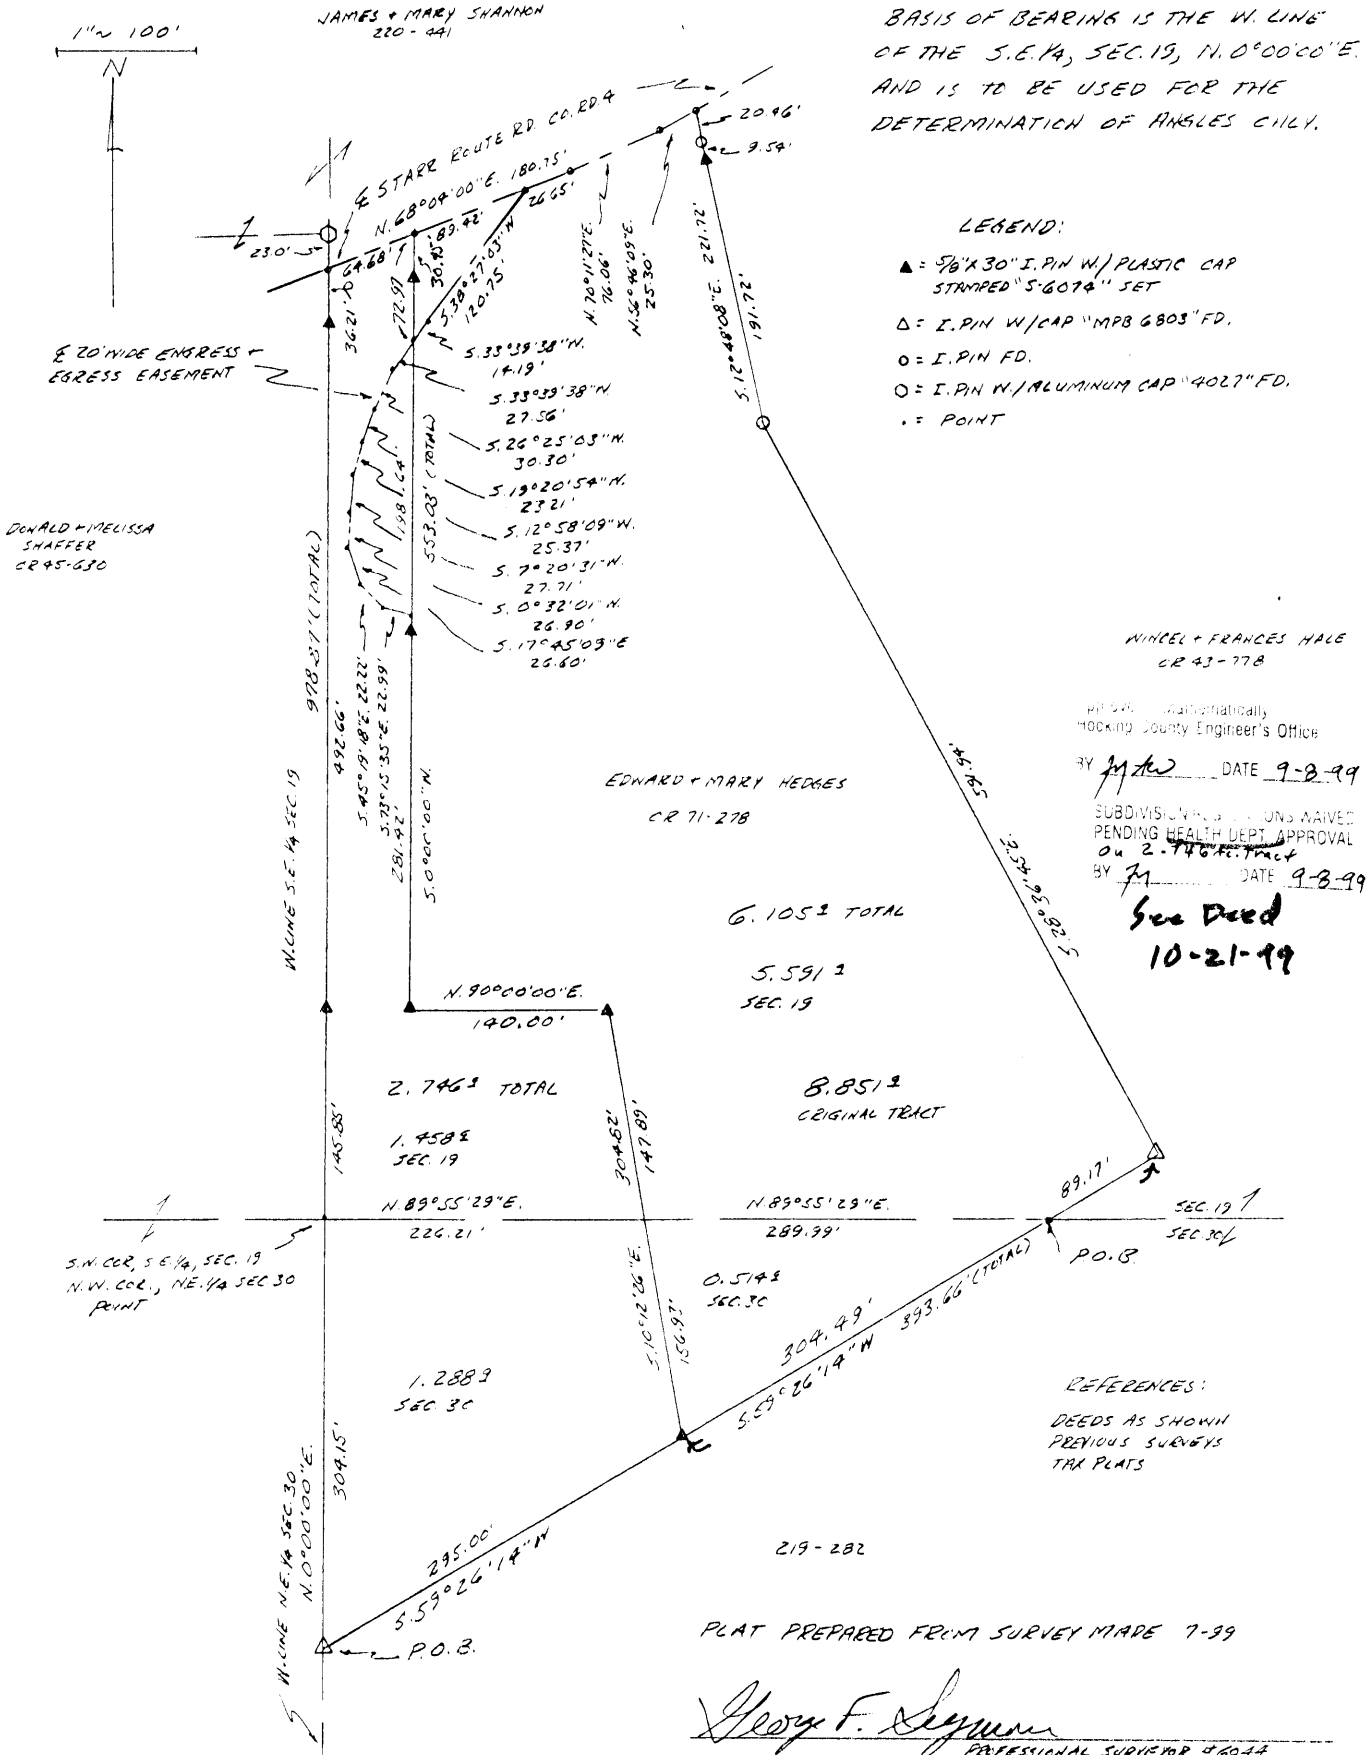 1" ~ 100'
N
JAMES + MARY SHANNON
220-441
BASIS OF BEARING IS THE W. LINE
OF THE S.E.1/4, SEC.19, N.0°00'00"E.
AND IS TO BE USED FOR THE
DETERMINATION OF ANGLES ONLY.
LEGEND:
▲ = 5/8"X30" I.PIN W./PLASTIC CAP
STAMPED "S-6074" SET
△ = I.PIN W/CAP "MPB 6803" FD.
o = I.PIN FD.
O = I.PIN W./ALUMINUM CAP "4027" FD.
. = POINT
℄ STARR ROUTE RD. CO.RD.4
N.68°04'00"E. 180.75'
23.0'
64.68'
89.42'
26.65'
20.46'
9.54'
36.21'
72.97'
30.95'
S.38°27'03"W
120.75'
N.70°11'27"E.
76.06'
N.56°46'09"E.
25.30'
S.12°48'08"E. 221.72'
191.72'
℄ 20' WIDE ENGRESS +
EGRESS EASEMENT
S.33°39'38"W.
14.19'
S.33°39'38"W.
27.56'
S.26°25'03"W.
30.30'
S.19°20'54"W.
23.21'
S.12°58'09"W.
25.37'
S.7°20'31"W.
27.71'
S.0°32'01"W.
26.90'
S.17°45'09"E
26.60'
198.64'
553.03' (TOTAL)
DONALD + MELISSA
SHAFFER
CR 45-630
978.87' (TOTAL)
492.66'
S.45°19'18"E. 22.22'
S.73°15'35"E. 22.99'
281.42'
S.0°00'00"W.
W.LINE S.E.1/4 SEC.19
WINCEL + FRANCES HALE
CR 43-778
Mathematically
Hocking County Engineer's Office
BY DATE 9-8-99
SUBDIVISION WAIVED
PENDING HEALTH DEPT. APPROVAL
On 2.746 Ac. Tract
BY DATE 9-8-99
See Deed
10-21-99
EDWARD + MARY HEDGES
CR 71-278
591.94'
S.28°36'45"E.
6.105± TOTAL
5.591±
SEC. 19
N.90°00'00"E.
140.00'
2.746± TOTAL
1.458±
SEC. 19
8.851±
ORIGINAL TRACT
145.85'
304.82'
147.89'
89.17'
N.89°55'29"E.
226.21'
N.89°55'29"E.
289.99'
SEC. 19
SEC. 30
P.O.B.
S.W. COR, S.E.1/4, SEC. 19
N.W. COR., N.E.1/4 SEC 30
POINT
S.10°12'06"E.
156.93'
0.514±
SEC. 30
304.49'
393.66' (TOTAL)
S.59°26'14"W
1.288±
SEC. 30
REFERENCES:
DEEDS AS SHOWN
PREVIOUS SURVEYS
TAX PLATS
W.LINE N.E.1/4 SEC.30
N.0°00'00"E.
304.15'
295.00'
S.59°26'14"W
219-282
P.O.B.
PLAT PREPARED FROM SURVEY MADE 7-99
George F. Seymour
PROFESSIONAL SURVEYOR #6044